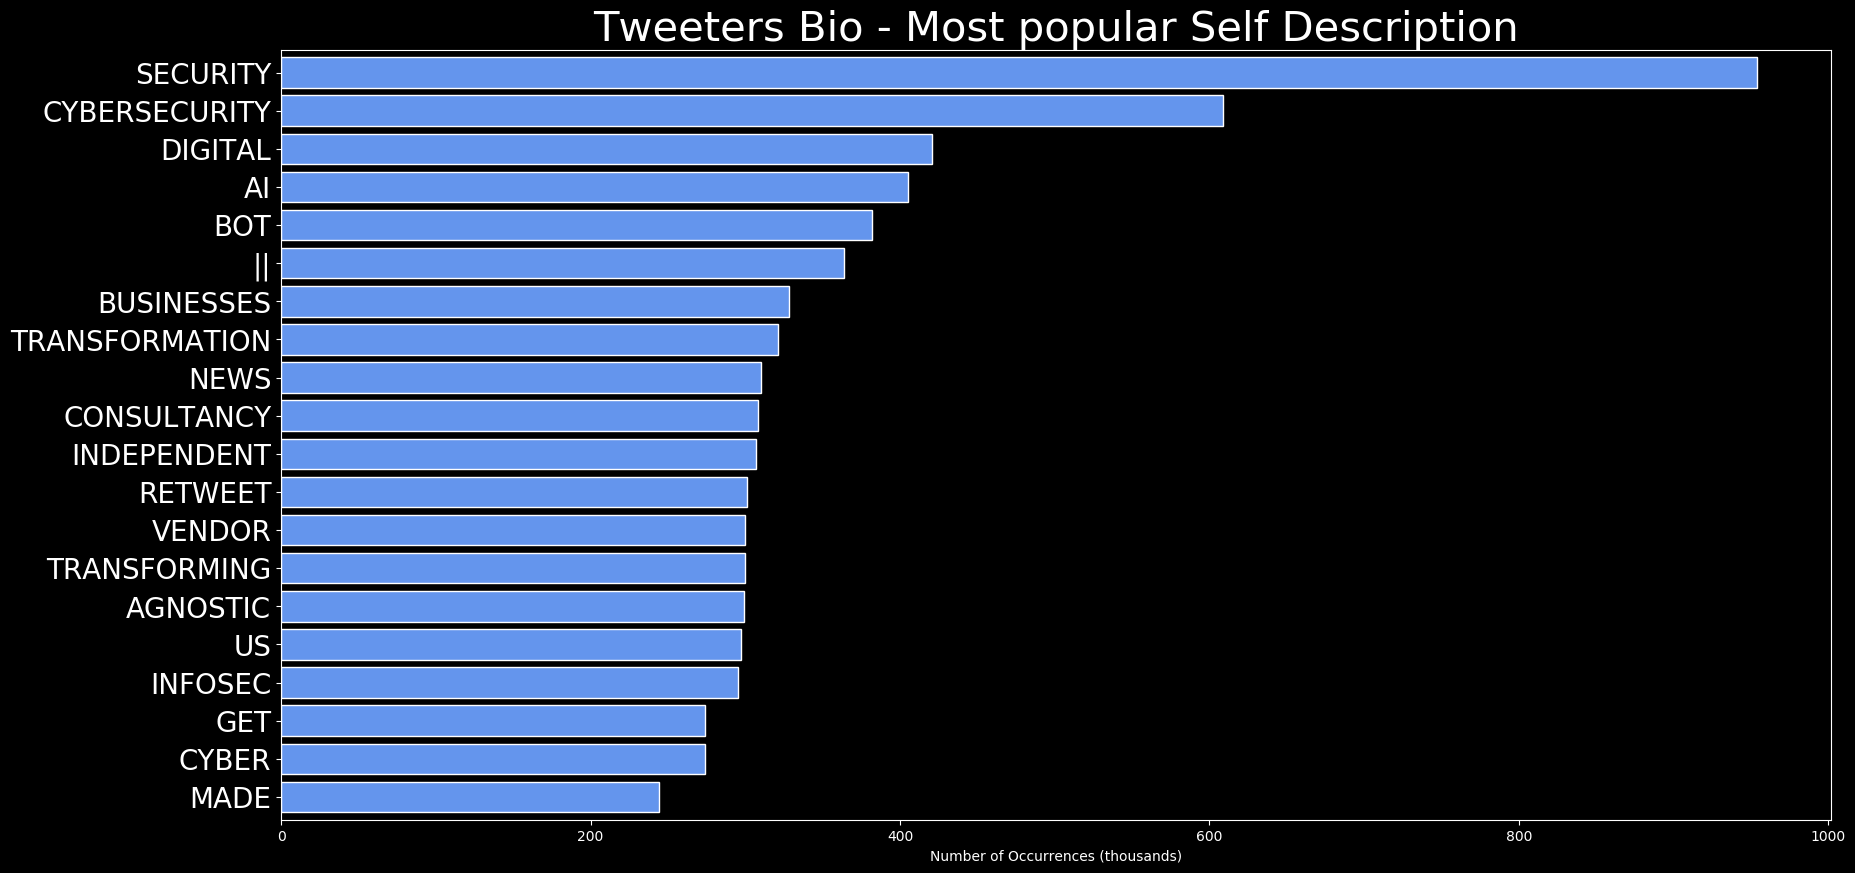 Tweeters Bio - Most popular Self Description
SECURITY
CYBERSECURITY
DIGITAL
AI
BOT
||
BUSINESSES
TRANSFORMATION
NEWS
CONSULTANCY
INDEPENDENT
RETWEET
VENDOR
TRANSFORMING
AGNOSTIC
US
INFOSEC
GET
CYBER
MADE
0 200 400 600 800 1000
Number of Occurrences (thousands)